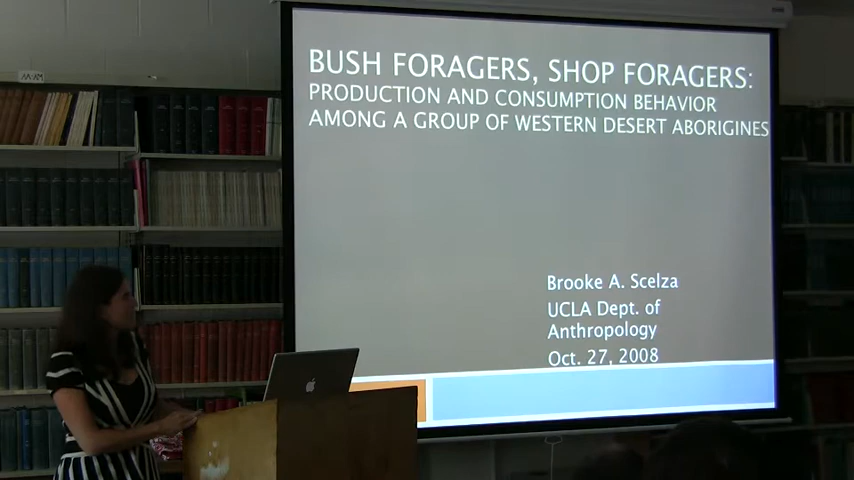 BUSH FORAGERS, SHOP FORAGERS:
PRODUCTION AND CONSUMPTION BEHAVIOR
AMONG A GROUP OF WESTERN DESERT ABORIGINES
Brooke A. Scelza
UCLA Dept. of
Anthropology
Oct. 27, 2008